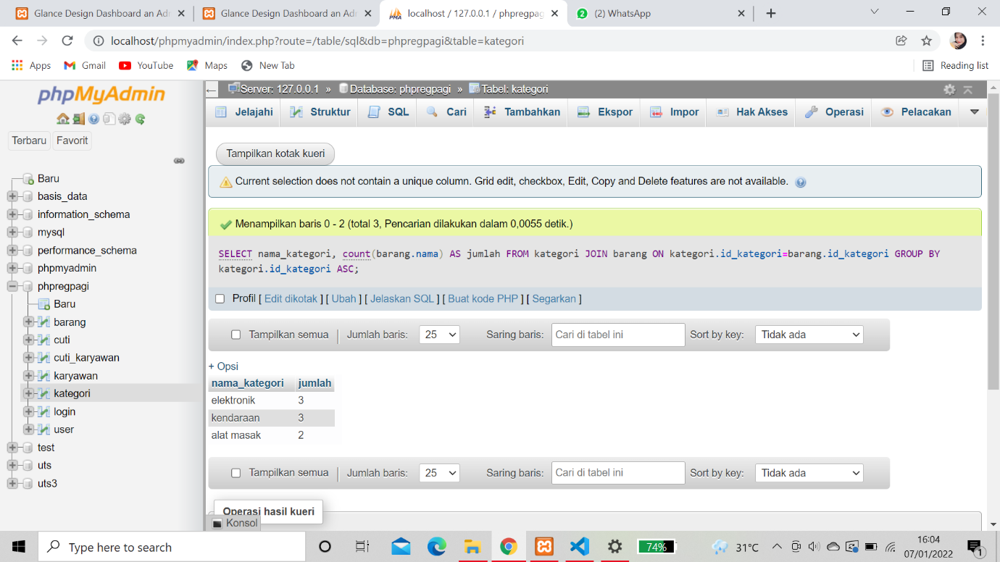 Glance Design Dashboard an Adr
Glance Design Dashboard an Adr
localhost / 127.0.0.1 / phpregpag
(2) WhatsApp
localhost/phpmyadmin/index.php?route=/table/sql&db=phpregpagi&table=kategori
Apps
Gmail
YouTube
Maps
New Tab
Reading list
phpMyAdmin
Terbaru
Favorit
Baru
basis_data
information_schema
mysql
performance_schema
phpmyadmin
phpregpagi
Baru
barang
cuti
cuti_karyawan
karyawan
kategori
login
user
test
uts
uts3
Server: 127.0.0.1 » Database: phpregpagi » Tabel: kategori
Jelajahi
Struktur
SQL
Cari
Tambahkan
Ekspor
Impor
Hak Akses
Operasi
Pelacakan
Tampilkan kotak kueri
Current selection does not contain a unique column. Grid edit, checkbox, Edit, Copy and Delete features are not available.
Menampilkan baris 0 - 2 (total 3, Pencarian dilakukan dalam 0,0055 detik.)
SELECT nama_kategori, count(barang.nama) AS jumlah FROM kategori JOIN barang ON kategori.id_kategori=barang.id_kategori GROUP BY
kategori.id_kategori ASC;
Profil [ Edit dikotak ] [ Ubah ] [ Jelaskan SQL ] [ Buat kode PHP ] [ Segarkan ]
Tampilkan semua | Jumlah baris: 25 Saring baris: Cari di tabel ini Sort by key: Tidak ada
+ Opsi
nama_kategori jumlah
elektronik 3
kendaraan 3
alat masak 2
Tampilkan semua | Jumlah baris: 25 Saring baris: Cari di tabel ini Sort by key: Tidak ada
Operasi hasil kueri
Konsol
Type here to search
74%
31°C
16:04
07/01/2022
1